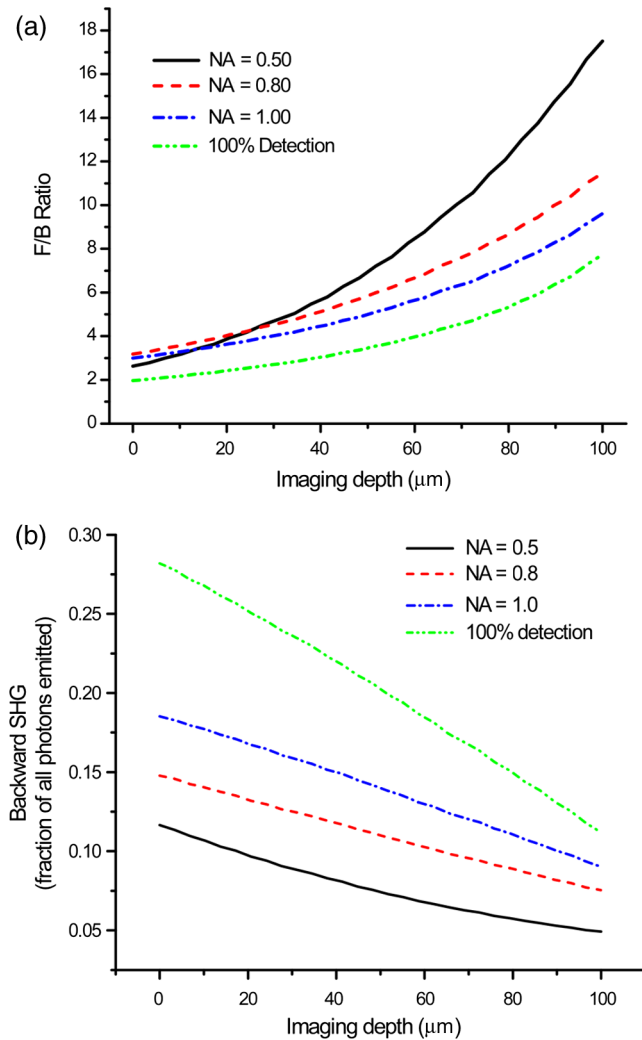 (a)
18
16
14
12
10
8
6
4
2
0
F/B Ratio
NA = 0.50
NA = 0.80
NA = 1.00
100% Detection
0 20 40 60 80 100
Imaging depth (μm)
(b)
0.30
0.25
0.20
0.15
0.10
0.05
Backward SHG
(fraction of all photons emitted)
NA = 0.5
NA = 0.8
NA = 1.0
100% detection
0 20 40 60 80 100
Imaging depth (μm)